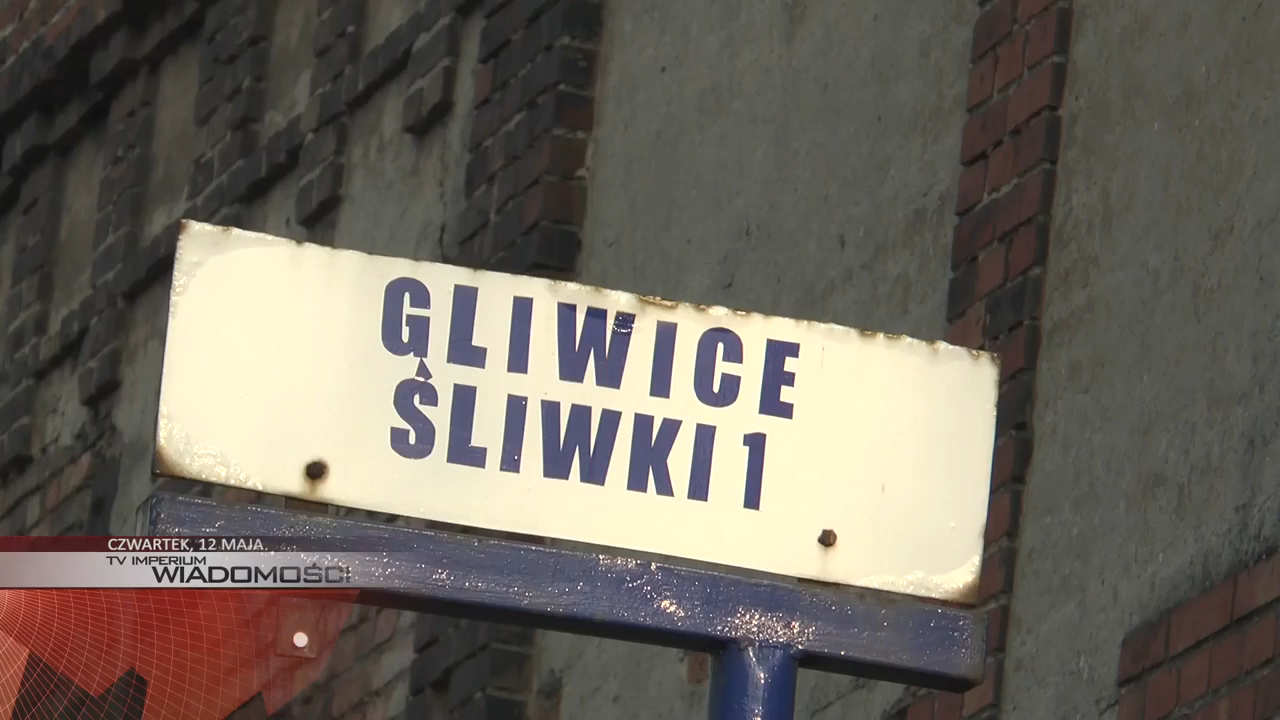 GLIWICE
ŚLIWKI 1
CZWARTEK, 12 MAJA
TV IMPERIUM
WIADOMOŚCI